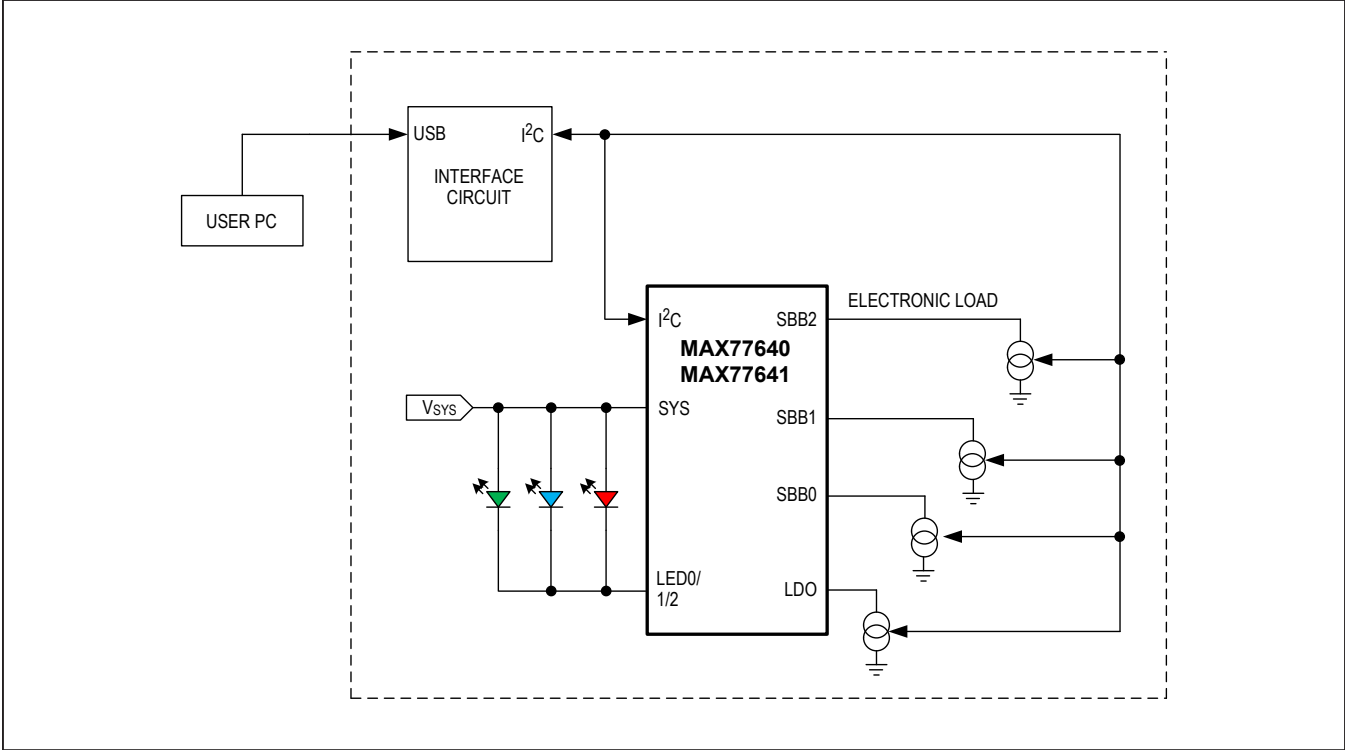 USB
I²C
INTERFACE
CIRCUIT
USER PC
ELECTRONIC LOAD
I²C
SBB2
MAX77640
MAX77641
VSYS
SYS
SBB1
SBB0
LED0/
1/2
LDO